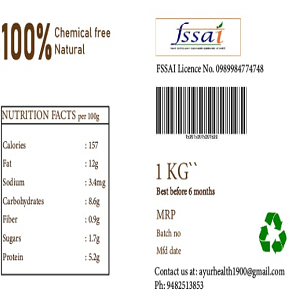 100% Chemical free
Natural
NUTRITION FACTS per 100g
Calories : 157
Fat : 12g
Sodium : 3.4mg
Carbohydrates : 8.6g
Fiber : 0.9g
Sugars : 1.7g
Protein : 5.2g
fssai
FSSAI Licence No. 0989984774748
1 KG``
Best before 6 months
MRP
Batch no
Mfd date
Contact us at: ayurhealth1900@gmail.com
Ph: 9482513853